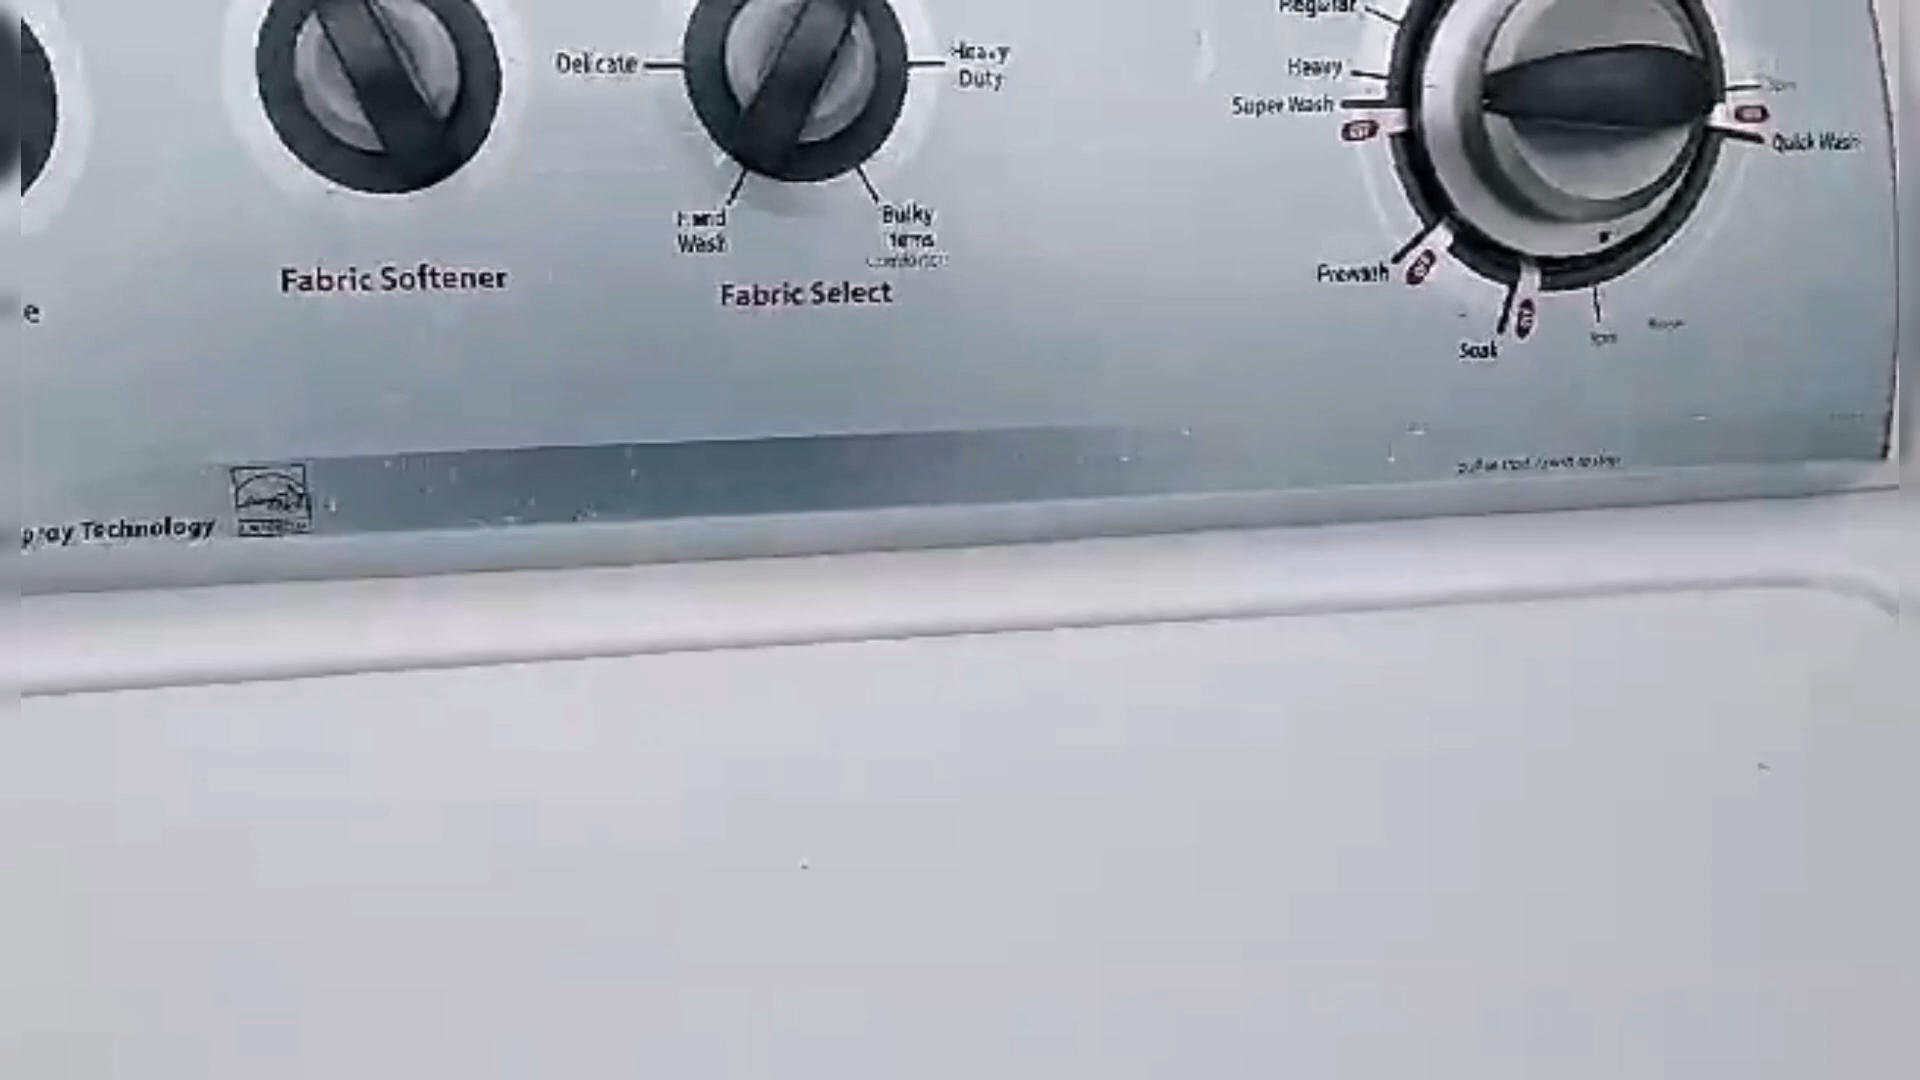 Regular
Delicate
Heavy
Duty
Heavy
Super Wash
Quick Wash
Hand
Wash
Bulky
Items
Prewash
Fabric Softener
Fabric Select
e
Soak
Spin
pray Technology